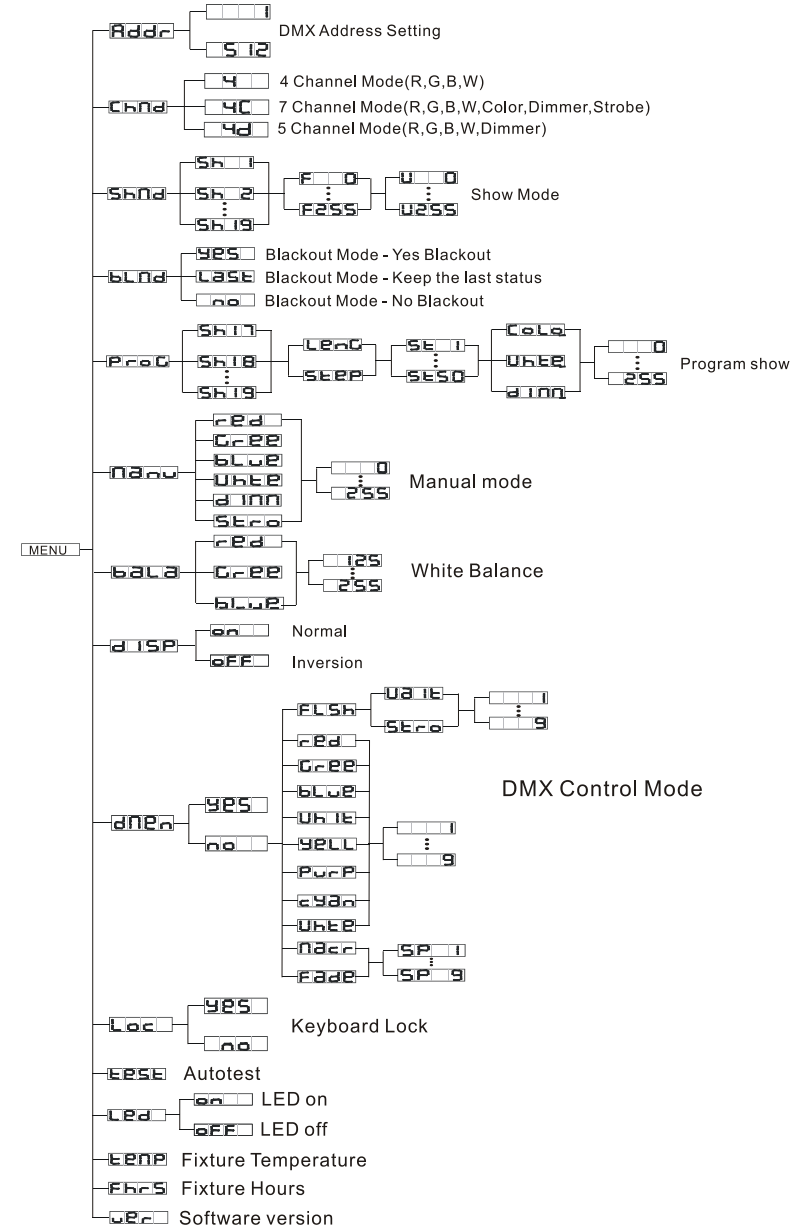 MENU
Addr
1
512
DMX Address Setting
ChNd
4
4 Channel Mode(R,G,B,W)
4C
7 Channel Mode(R,G,B,W,Color,Dimmer,Strobe)
4d
5 Channel Mode(R,G,B,W,Dimmer)
ShNd
Sh 1
Sh 2
Sh19
F 0
F255
U 0
U255
Show Mode
bLNd
yes
Blackout Mode - Yes Blackout
Last
Blackout Mode - Keep the last status
no
Blackout Mode - No Blackout
ProG
Sh17
Sh18
Sh19
LenG
SteP
St 1
St50
CoLo
Uhte
dINN
0
255
Program show
Nanu
red
Gree
bLue
Uhte
dINN
Stro
0
255
Manual mode
baLa
red
Gree
bLue
125
255
White Balance
dISP
on
Normal
oFF
Inversion
dNen
yes
no
FLSh
UaIt
Stro
1
9
red
Gree
bLue
UhIt
yeLL
PurP
cyan
Uhte
1
9
Nacr
Fade
SP 1
SP 9
DMX Control Mode
Loc
yes
no
Keyboard Lock
test
Autotest
Led
on
LED on
oFF
LED off
teNP
Fixture Temperature
FhrS
Fixture Hours
uer
Software version